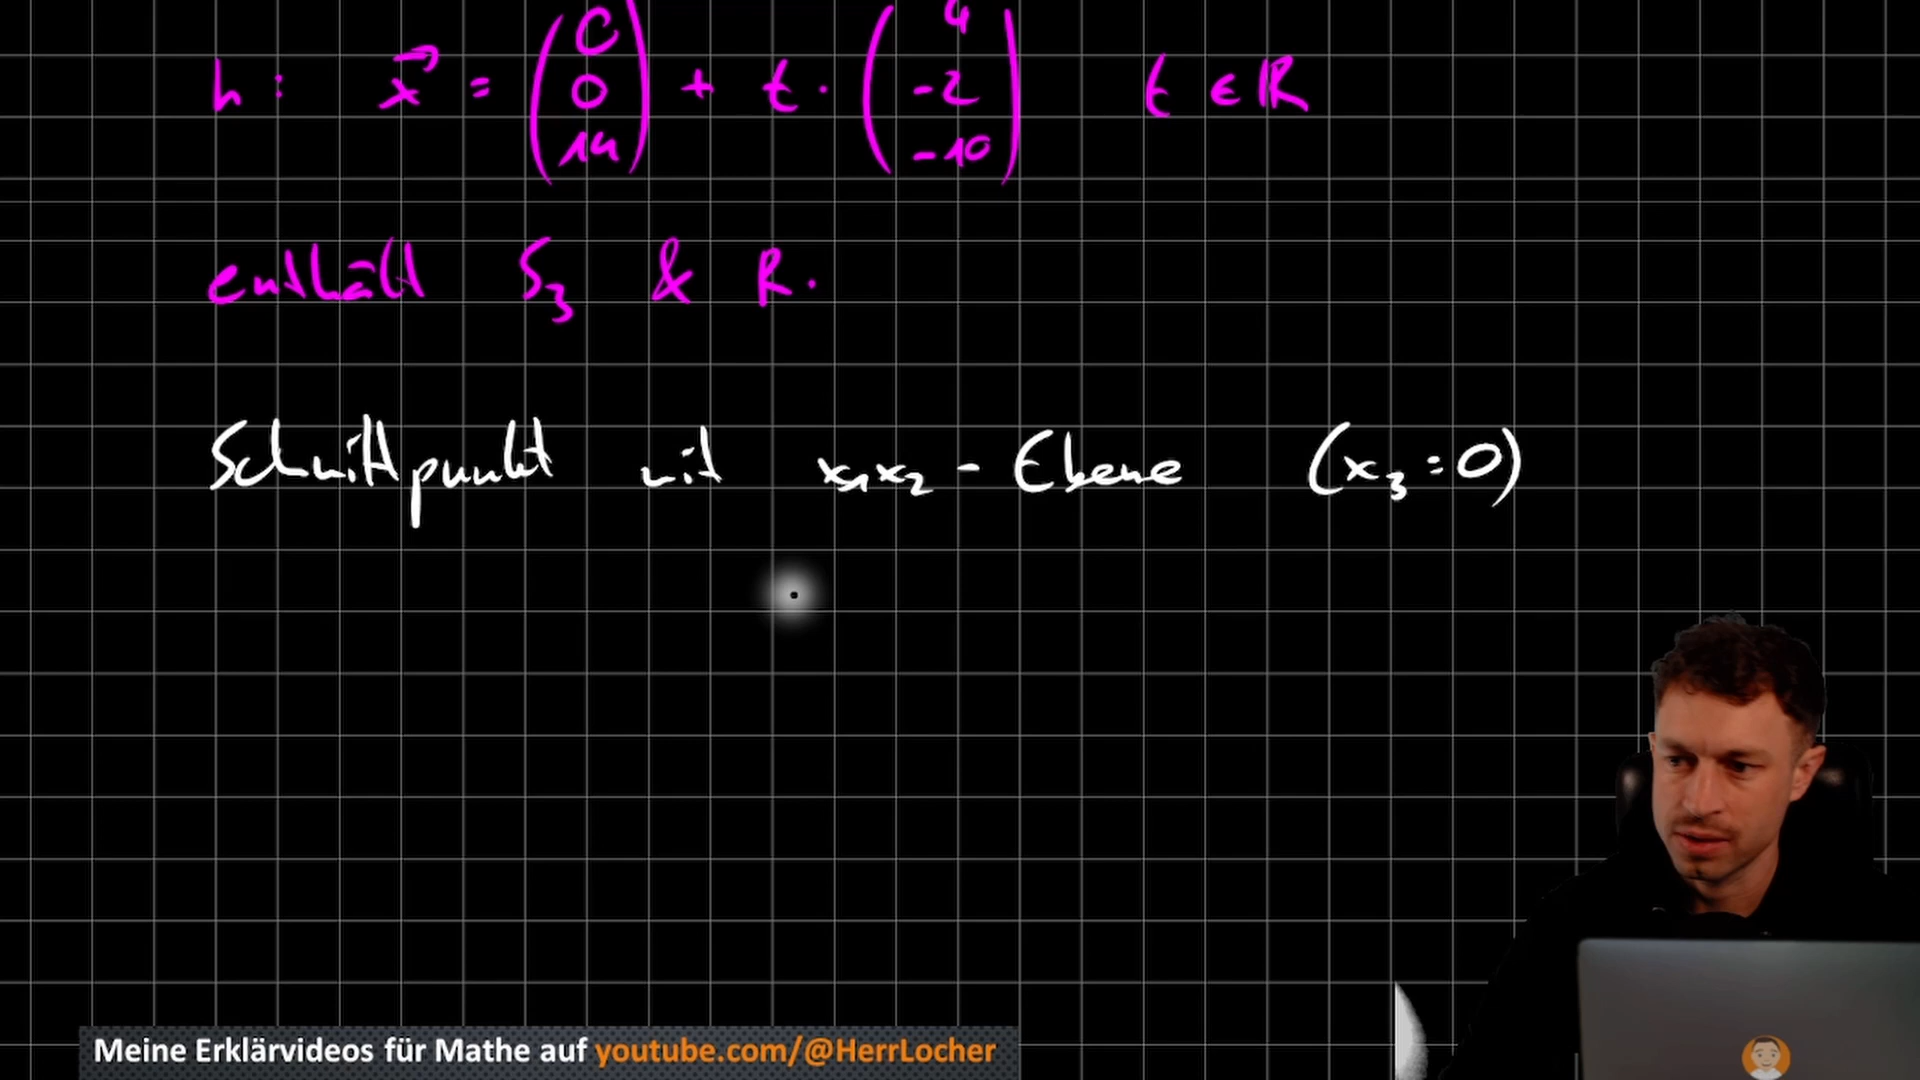 h: x⃗ = (0 0 14) + t · (4 -2 -10) t ∈ ℝ
enthält S₃ & R.
Schnittpunkt mit x₁x₂ - Ebene (x₃=0)
Meine Erklärvideos für Mathe auf youtube.com/@HerrLocher